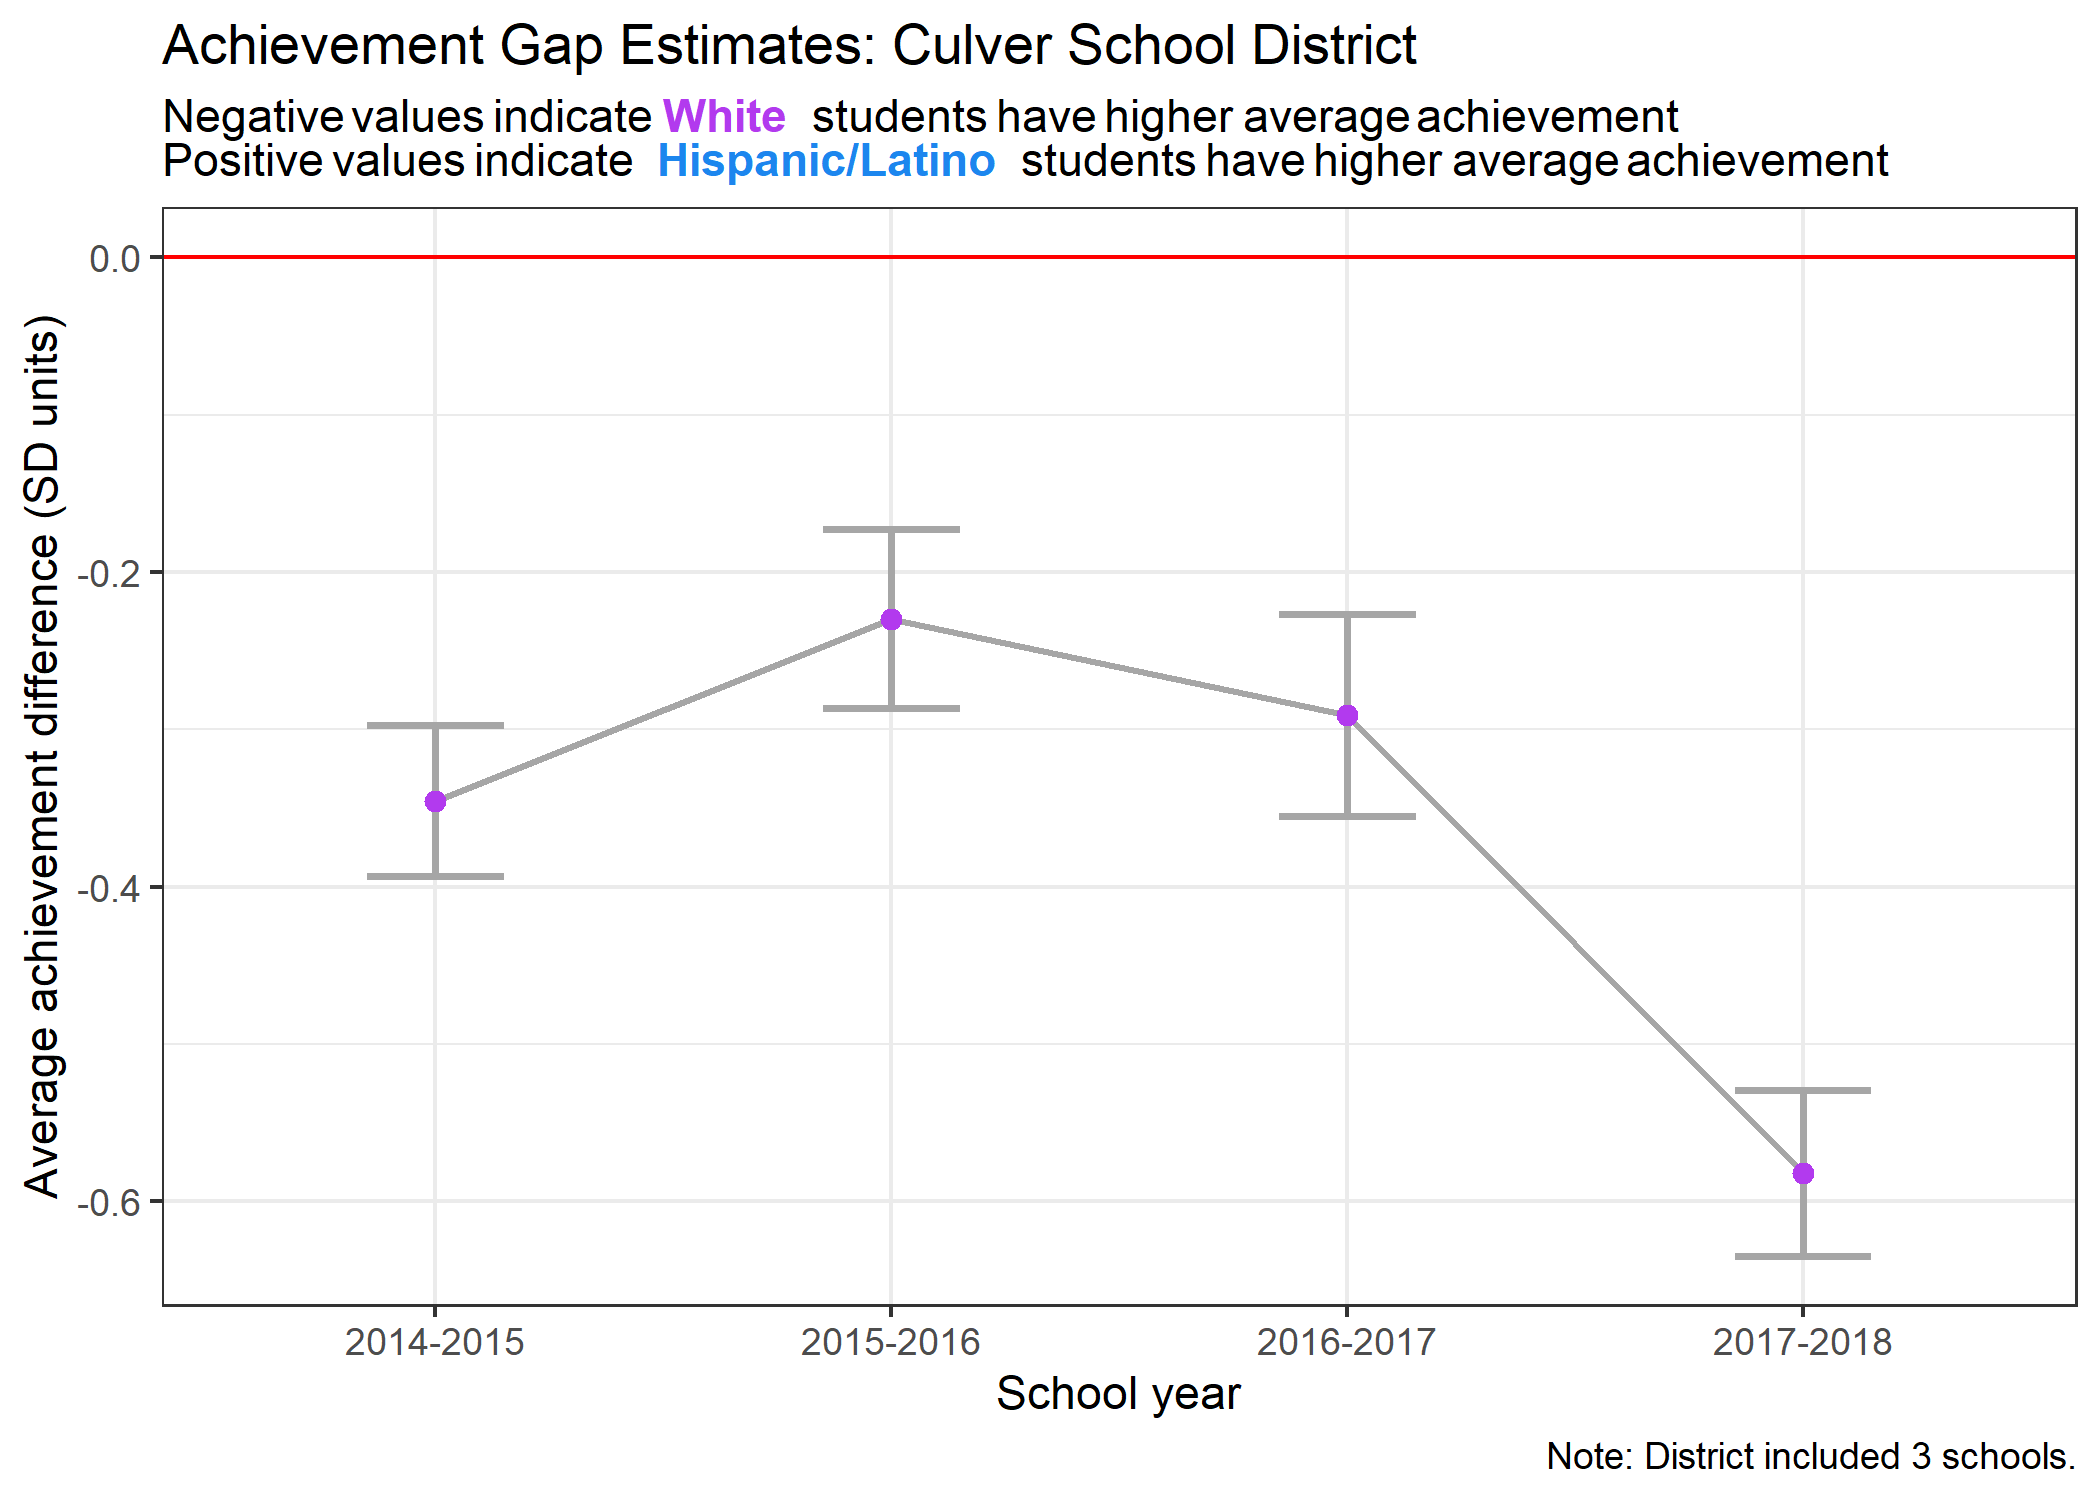 Achievement Gap Estimates: Culver School District
Negative values indicate White students have higher average achievement
Positive values indicate Hispanic/Latino students have higher average achievement
Average achievement difference (SD units)
0.0
-0.2
-0.4
-0.6
2014-2015
2015-2016
2016-2017
2017-2018
School year
Note: District included 3 schools.